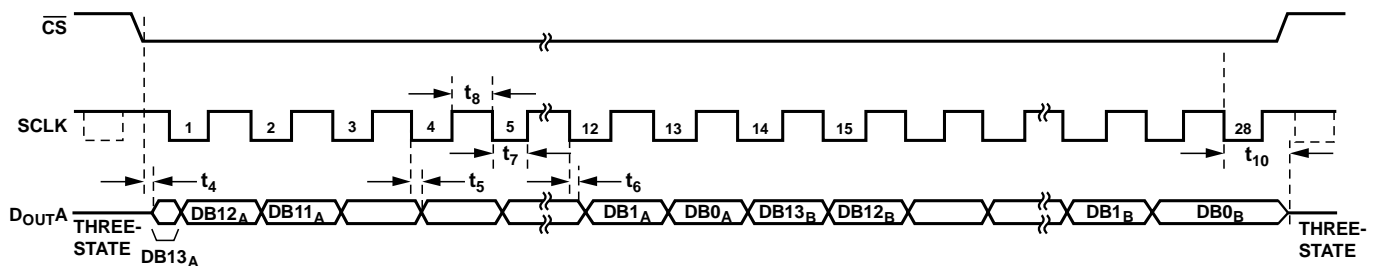 CS
SCLK
1 2 3 4 5 12 13 14 15 28
t8
t7
t10
t4
t5
t6
DOUTA
THREE-
STATE
DB13A
DB12A DB11A DB1A DB0A DB13B DB12B DB1B DB0B
THREE-
STATE